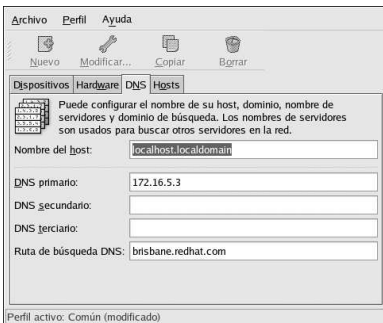 Archivo Perfil Ayuda
Nuevo Modificar... Copiar Borrar
Dispositivos Hardware DNS Hosts
Puede configurar el nombre de su host, dominio, nombre de
servidores y dominio de búsqueda. Los nombres de servidores
son usados para buscar otros servidores en la red.
Nombre del host: localhost.localdomain
DNS primario: 172.16.5.3
DNS secundario:
DNS terciario:
Ruta de búsqueda DNS: brisbane.redhat.com
Perfil activo: Común (modificado)